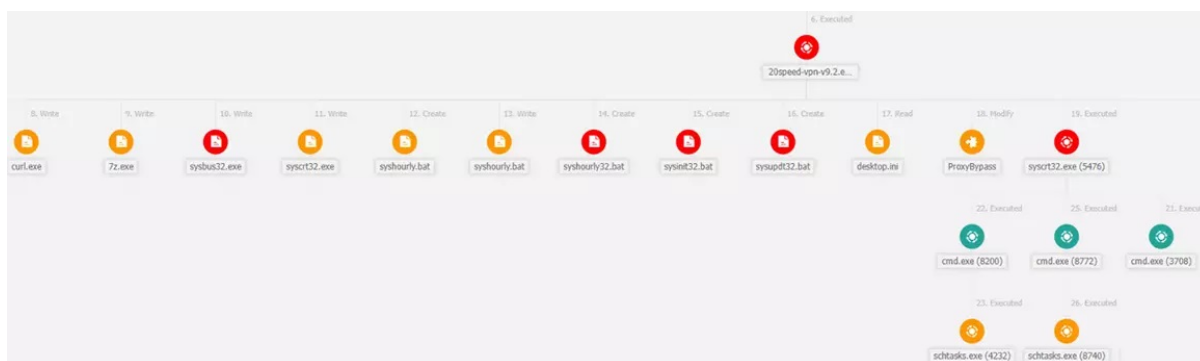 6. Executed
20speed-vpn-v9.2.e...
8. Write
9. Write
10. Write
11. Write
12. Create
13. Write
14. Create
15. Create
16. Create
17. Read
18. Modify
19. Executed
curl.exe
7z.exe
sysbus32.exe
syscrt32.exe
syshourly.bat
syshourly.bat
syshourly32.bat
sysinit32.bat
sysupdt32.bat
desktop.ini
ProxyBypass
syscrt32.exe (5476)
22. Executed
25. Executed
21. Execu
cmd.exe (8200)
cmd.exe (8772)
cmd.exe (3708)
23. Executed
26. Executed
schtasks.exe (4232)
schtasks.exe (8740)